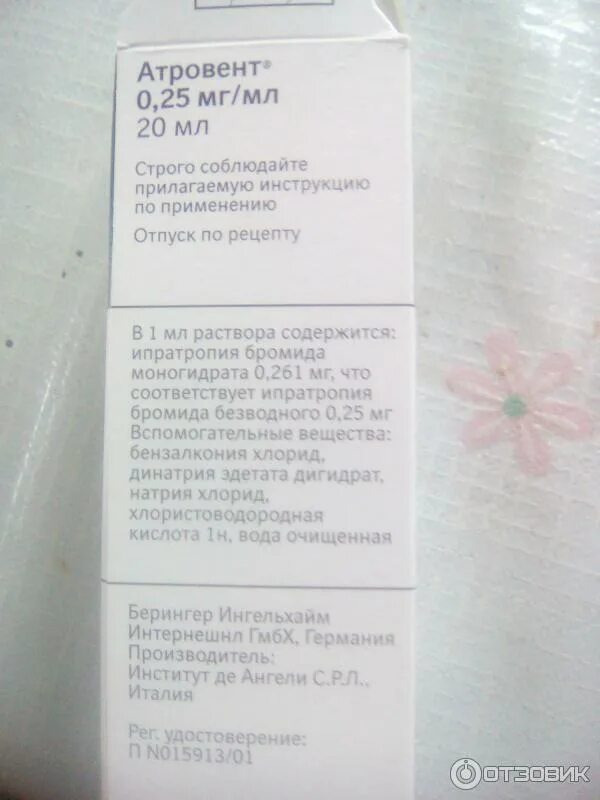 Атровент®
0,25 мг/мл
20 мл
Строго соблюдайте
прилагаемую инструкцию
по применению
Отпуск по рецепту
В 1 мл раствора содержится:
ипратропия бромида
моногидрата 0,261 мг, что
соответствует ипратропия
бромида безводного 0,25 мг
Вспомогательные вещества:
бензалкония хлорид,
динатрия эдетата дигидрат,
натрия хлорид,
хлористоводородная
кислота 1н, вода очищенная
Берингер Ингельхайм
Интернешнл ГмбХ, Германия
Производитель:
Институт де Ангели С.Р.Л.,
Италия
Рег. удостоверение:
П N015913/01
ОТЗОВИК